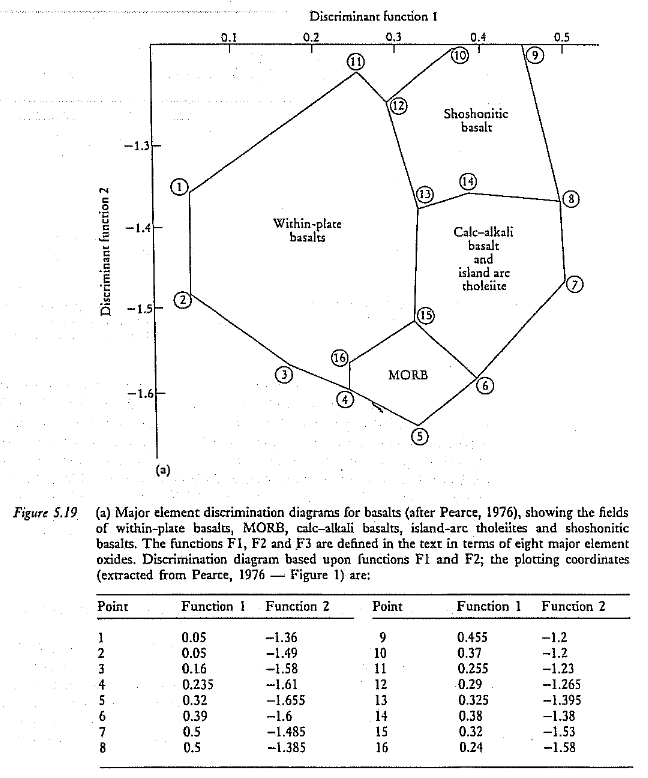 Discriminant function 1
0.1 0.2 0.3 0.4 0.5
11 10 9
12
Shoshonitic
basalt
−1.3
1 13 14 8
Discriminant function 2
Within-plate
basalts
−1.4
Calc-alkali
basalt
and
island arc
tholeiite
7
2
−1.5
15
16
3
MORB
6
−1.6
4
5
(a)
Figure 5.19 (a) Major element discrimination diagrams for basalts (after Pearce, 1976), showing the fields
of within-plate basalts, MORB, calc-alkali basalts, island-arc tholeiites and shoshonitic
basalts. The functions F1, F2 and F3 are defined in the text in terms of eight major element
oxides. Discrimination diagram based upon functions F1 and F2; the plotting coordinates
(extracted from Pearce, 1976 — Figure 1) are:
Point Function 1 Function 2 Point Function 1 Function 2
1 0.05 −1.36 9 0.455 −1.2
2 0.05 −1.49 10 0.37 −1.2
3 0.16 −1.58 11 0.255 −1.23
4 0.235 −1.61 12 0.29 −1.265
5 0.32 −1.655 13 0.325 −1.395
6 0.39 −1.6 14 0.38 −1.38
7 0.5 −1.485 15 0.32 −1.53
8 0.5 −1.385 16 0.24 −1.58